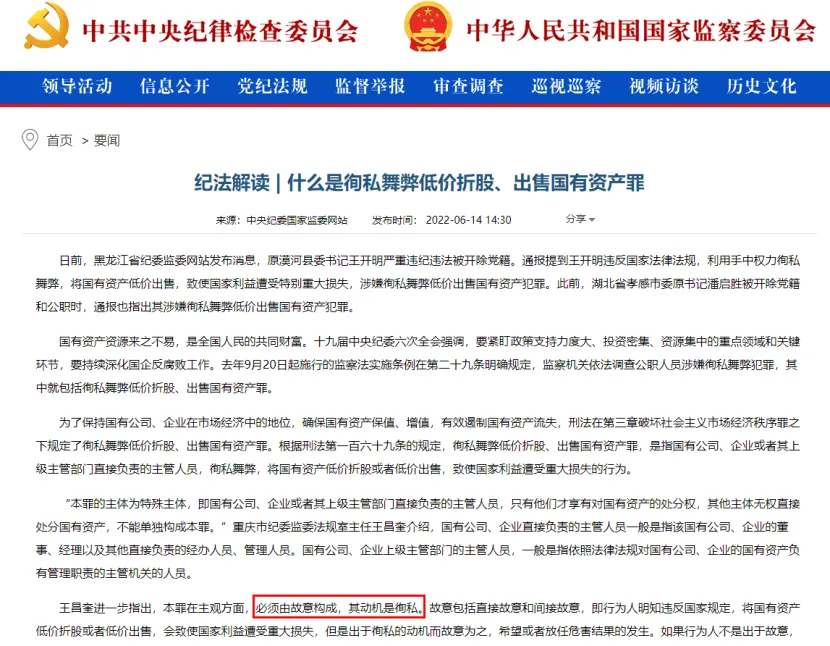 中共中央纪律检查委员会 中华人民共和国国家监察委员会
领导活动 信息公开 党纪法规 监督举报 审查调查 巡视巡察 视频访谈 历史文化
首页 > 要闻
纪法解读 | 什么是徇私舞弊低价折股、出售国有资产罪
来源：中央纪委国家监委网站 发布时间：2022-06-14 14:30 分享
日前，黑龙江省纪委监委网站发布消息，原漠河县委书记王开明严重违纪违法被开除党籍。通报提到王开明违反国家法律法规，利用手中权力徇私
舞弊，将国有资产低价出售，致使国家利益遭受特别重大损失，涉嫌徇私舞弊低价出售国有资产犯罪。此前，湖北省孝感市委原书记潘启胜被开除党籍
和公职时，通报也指出其涉嫌徇私舞弊低价出售国有资产犯罪。
国有资产资源来之不易，是全国人民的共同财富。十九届中央纪委六次全会强调，要紧盯政策支持力度大、投资密集、资源集中的重点领域和关键
环节，要持续深化国企反腐败工作。去年9月20日起施行的监察法实施条例在第二十九条明确规定，监察机关依法调查公职人员涉嫌徇私舞弊犯罪，其
中就包括徇私舞弊低价折股、出售国有资产罪。
为了保持国有公司、企业在市场经济中的地位，确保国有资产保值、增值，有效遏制国有资产流失，刑法在第三章破坏社会主义市场经济秩序罪之
下规定了徇私舞弊低价折股、出售国有资产罪。根据刑法第一百六十九条的规定，徇私舞弊低价折股、出售国有资产罪，是指国有公司、企业或者其上
级主管部门直接负责的主管人员，徇私舞弊，将国有资产低价折股或者低价出售，致使国家利益遭受重大损失的行为。
“本罪的主体为特殊主体，即国有公司、企业或者其上级主管部门直接负责的主管人员，只有他们才享有对国有资产的处分权，其他主体无权直接
处分国有资产，不能单独构成本罪。”重庆市纪委监委法规室主任王昌奎介绍，国有公司、企业直接负责的主管人员一般是指该国有公司、企业的董
事、经理以及其他直接负责的经办人员、管理人员。国有公司、企业上级主管部门的主管人员，一般是指依照法律法规对国有公司、企业的国有资产负
有管理职责的主管机关的人员。
王昌奎进一步指出，本罪在主观方面，必须由故意构成，其动机是徇私。故意包括直接故意和间接故意，即行为人明知违反国家规定，将国有资产
低价折股或者低价出售，会致使国家利益遭受重大损失，但是出于徇私的动机而故意为之，希望或者放任危害结果的发生。如果行为人不是出于故意，